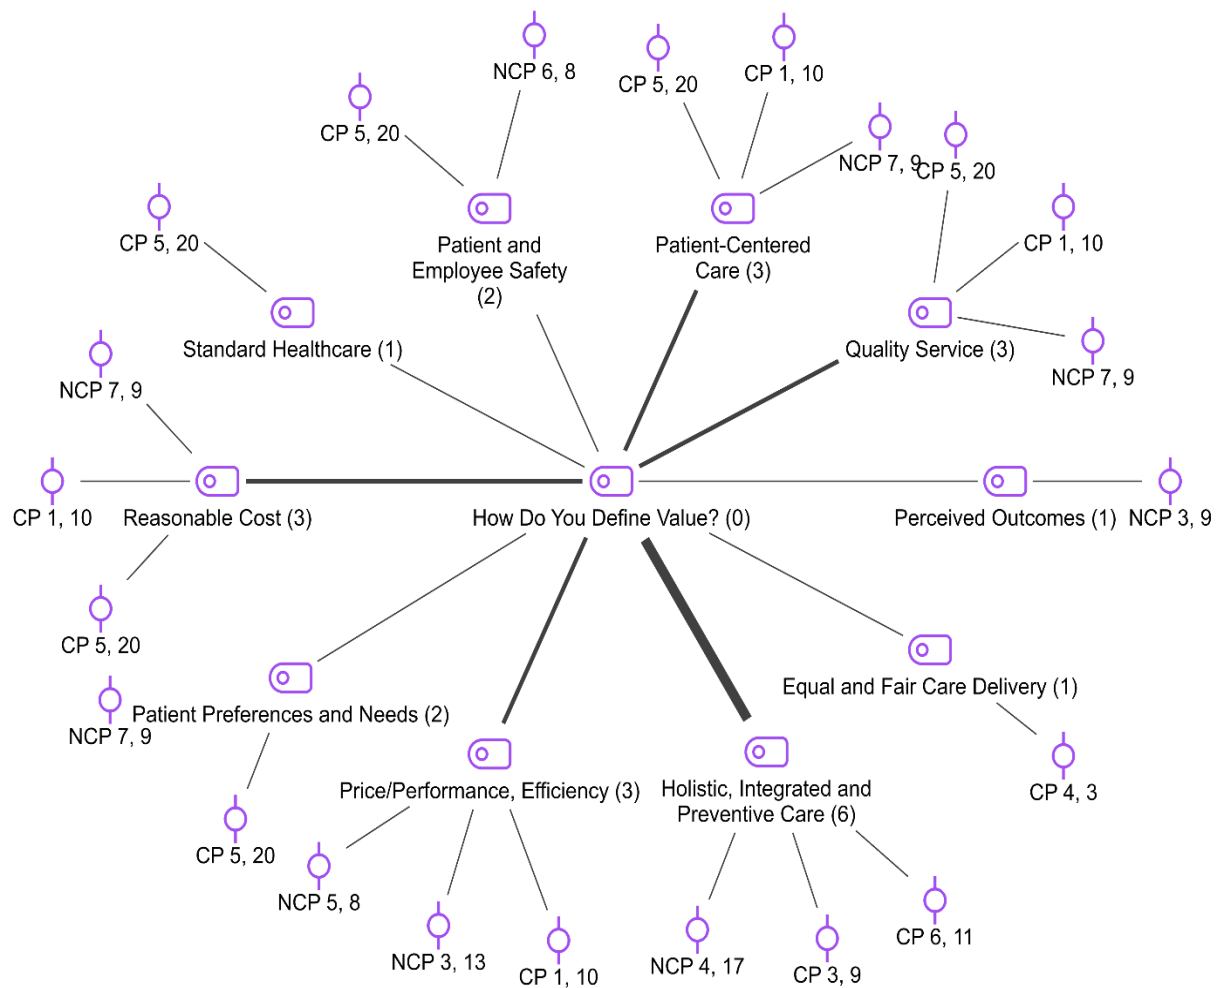 NCP 6, 8
CP 5, 20
CP 1, 10
CP 5, 20
NCP 7, 9
CP 5, 20
CP 5, 20
CP 1, 10
Patient and
Employee Safety
(2)
Patient-Centered
Care (3)
Standard Healthcare (1)
Quality Service (3)
NCP 7, 9
NCP 7, 9
CP 1, 10
Reasonable Cost (3)
How Do You Define Value? (0)
Perceived Outcomes (1)
NCP 3, 9
CP 5, 20
Equal and Fair Care Delivery (1)
Patient Preferences and Needs (2)
NCP 7, 9
Price/Performance, Efficiency (3)
Holistic, Integrated and
Preventive Care (6)
CP 4, 3
CP 5, 20
NCP 5, 8
CP 6, 11
NCP 3, 13
NCP 4, 17
CP 1, 10
CP 3, 9